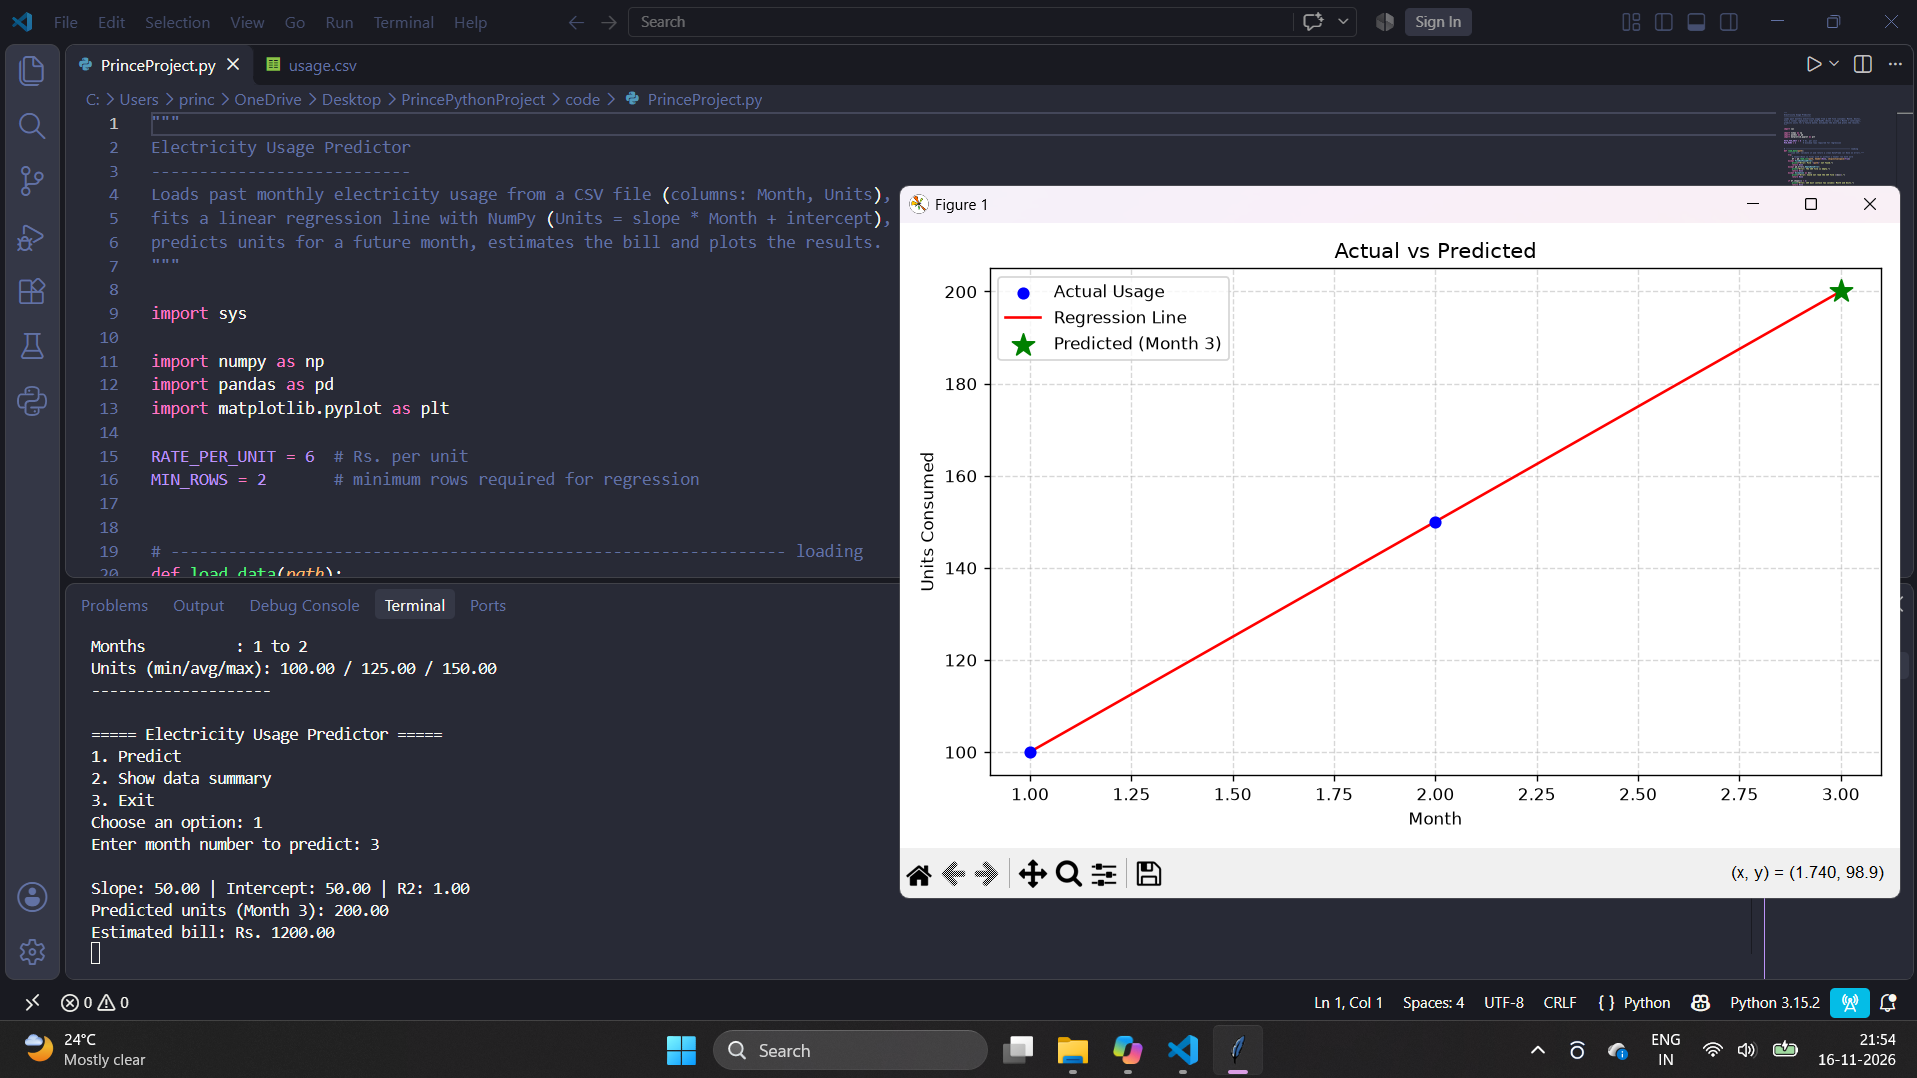 File Edit Selection View Go Run Terminal Help
Search
Sign In
PrinceProject.py
usage.csv
C: > Users > princ > OneDrive > Desktop > PrincePythonProject > code > PrinceProject.py
1 """
2 Electricity Usage Predictor
3 ---------------------------
4 Loads past monthly electricity usage from a CSV file (columns: Month, Units),
5 fits a linear regression line with NumPy (Units = slope * Month + intercept),
6 predicts units for a future month, estimates the bill and plots the results.
7 """
8
9 import sys
10
11 import numpy as np
12 import pandas as pd
13 import matplotlib.pyplot as plt
14
15 RATE_PER_UNIT = 6 # Rs. per unit
16 MIN_ROWS = 2 # minimum rows required for regression
17
18
19 # ---------------------------------------------------------------- loading
20 def load_data(path):
Problems Output Debug Console Terminal Ports
Months : 1 to 2
Units (min/avg/max): 100.00 / 125.00 / 150.00
--------------------
===== Electricity Usage Predictor =====
1. Predict
2. Show data summary
3. Exit
Choose an option: 1
Enter month number to predict: 3
Slope: 50.00 | Intercept: 50.00 | R2: 1.00
Predicted units (Month 3): 200.00
Estimated bill: Rs. 1200.00
Figure 1
Actual vs Predicted
Actual Usage
Regression Line
Predicted (Month 3)
Units Consumed
200
180
160
140
120
100
1.00 1.25 1.50 1.75 2.00 2.25 2.50 2.75 3.00
Month
(x, y) = (1.740, 98.9)
0 0
Ln 1, Col 1 Spaces: 4 UTF-8 CRLF { } Python Python 3.15.2
24°C
Mostly clear
Search
ENG
IN
21:54
16-11-2026